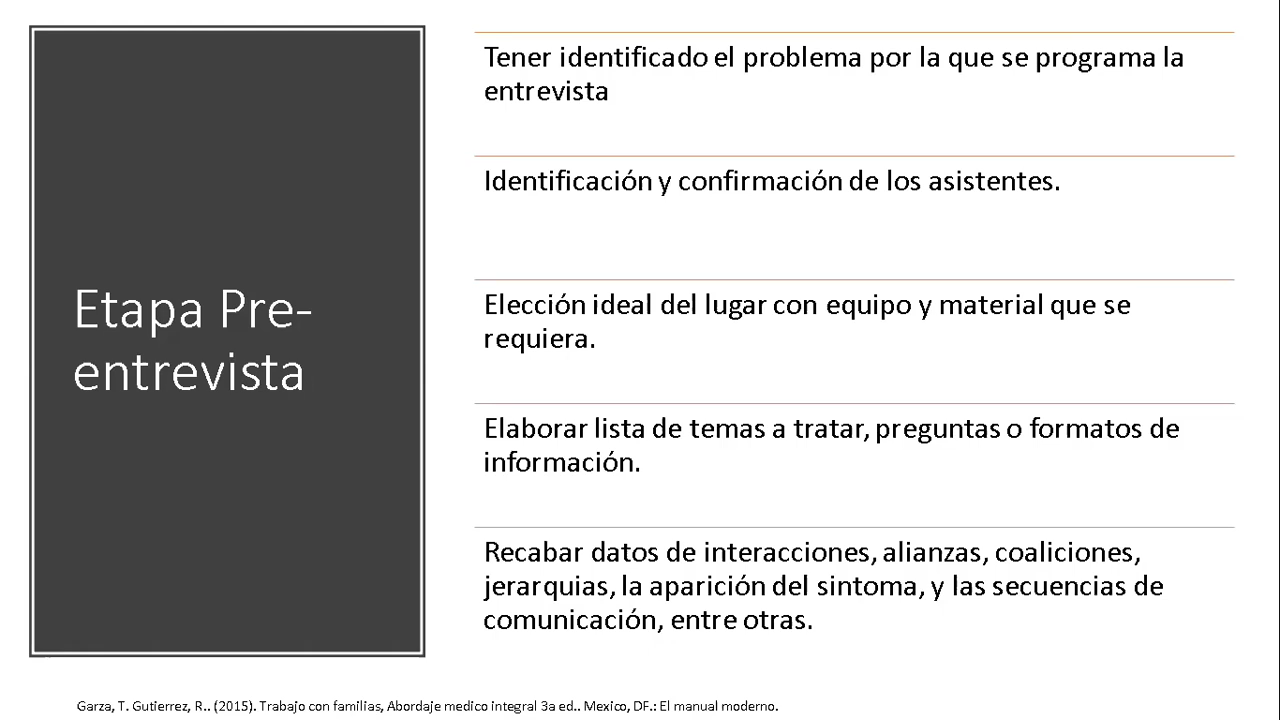 Etapa Pre-
entrevista
Tener identificado el problema por la que se programa la
entrevista
Identificación y confirmación de los asistentes.
Elección ideal del lugar con equipo y material que se
requiera.
Elaborar lista de temas a tratar, preguntas o formatos de
información.
Recabar datos de interacciones, alianzas, coaliciones,
jerarquias, la aparición del sintoma, y las secuencias de
comunicación, entre otras.
Garza, T. Gutierrez, R.. (2015). Trabajo con familias, Abordaje medico integral 3a ed.. Mexico, DF.: El manual moderno.